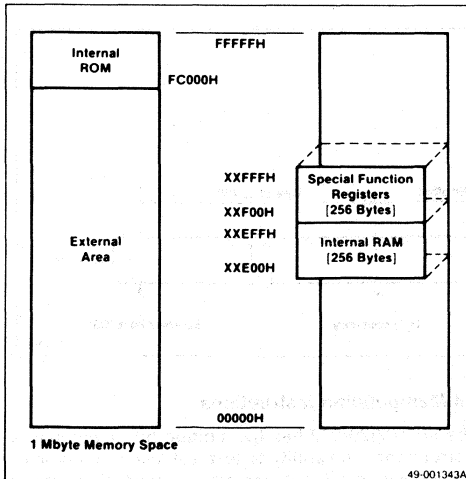 Internal
ROM
FFFFFH
FC000H
External
Area
XXFFFH
XXF00H
XXEFFH
XXE00H
Special Function
Registers
[256 Bytes]
Internal RAM
[256 Bytes]
00000H
1 Mbyte Memory Space
49-001343A